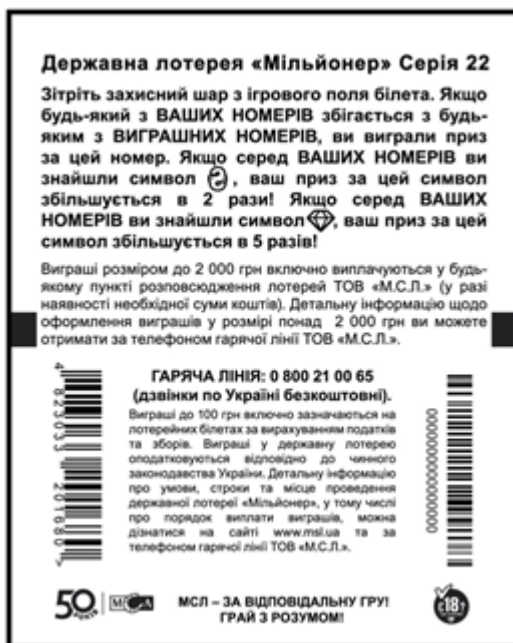 Державна лотерея «Мільйонер» Серія 22
Зітріть захисний шар з ігрового поля білета. Якщо
будь-який з ВАШИХ НОМЕРІВ збігається з будь-
яким з ВИГРАШНИХ НОМЕРІВ, ви виграли приз
за цей номер. Якщо серед ВАШИХ НОМЕРІВ ви
знайшли символ , ваш приз за цей символ
збільшується в 2 рази! Якщо серед ВАШИХ
НОМЕРІВ ви знайшли символ , ваш приз за цей
символ збільшується в 5 разів!
Виграші розміром до 2 000 грн включно виплачуються у будь-
якому пункті розповсюдження лотерей ТОВ «М.С.Л.» (у разі
наявності необхідної суми коштів). Детальну інформацію щодо
оформлення виграшів у розмірі понад 2 000 грн ви можете
отримати за телефоном гарячої лінії ТОВ «М.С.Л.».
ГАРЯЧА ЛІНІЯ: 0 800 21 00 65
(дзвінки по Україні безкоштовні).
Виграші до 100 грн включно зазначаються на
лотерейних білетах за вирахуванням податків
та зборів. Виграші у державну лотерею
оподатковуються відповідно до чинного
законодавства України. Детальну інформацію
про умови, строки та місце проведення
державної лотереї «Мільйонер», у тому числі
про порядок виплати виграшів, можна
дізнатися на сайті www.msl.ua та за
телефоном гарячої лінії ТОВ «М.С.Л.».
50 РОКІВ
МСЛ – ЗА ВІДПОВІДАЛЬНУ ГРУ!
ГРАЙ З РОЗУМОМ!
с18